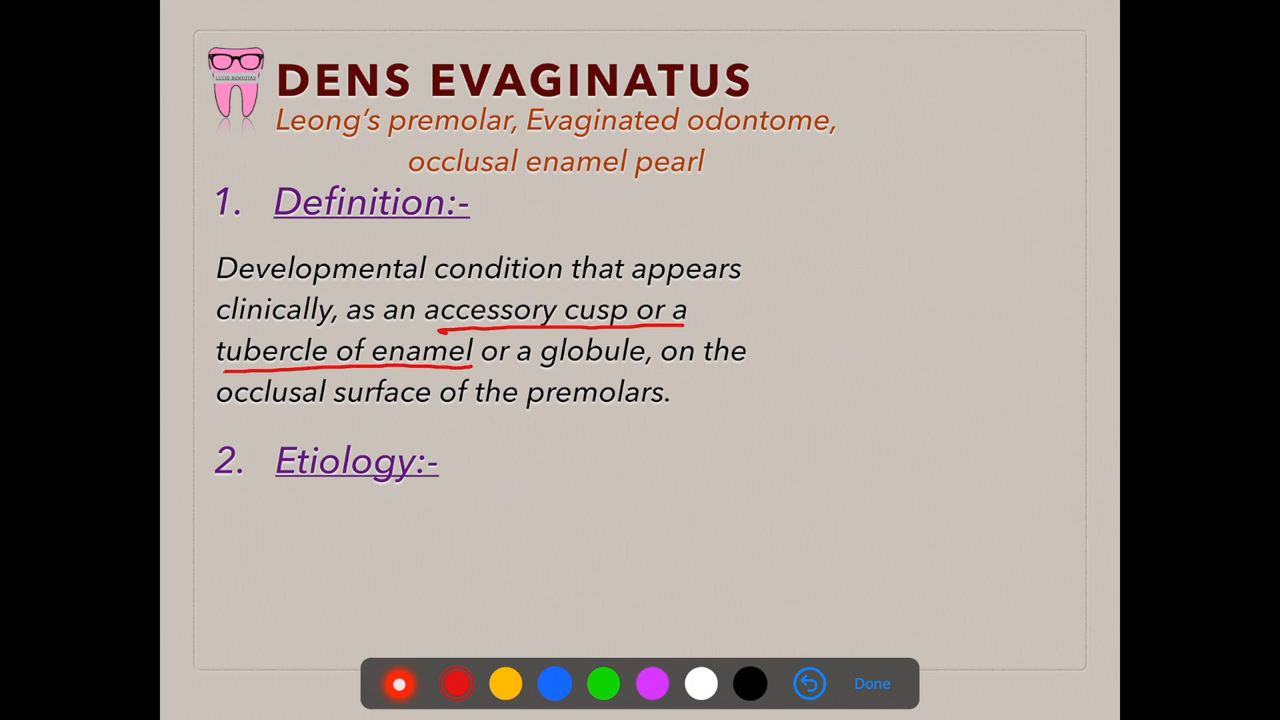 DENS EVAGINATUS
Leong's premolar, Evaginated odontome,
occlusal enamel pearl
1. Definition:-
Developmental condition that appears
clinically, as an accessory cusp or a
tubercle of enamel or a globule, on the
occlusal surface of the premolars.
2. Etiology:-
Done